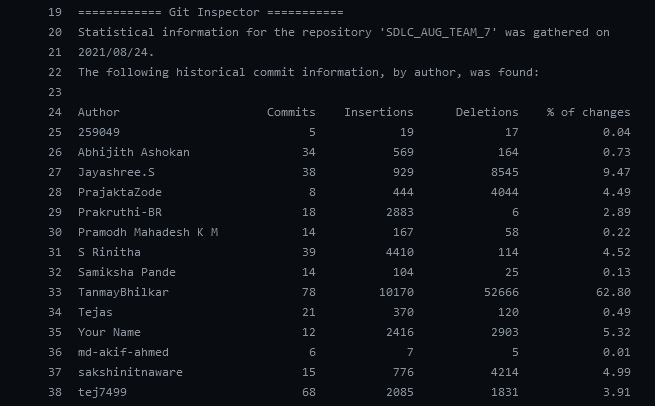 19 ============ Git Inspector ===========
20 Statistical information for the repository 'SDLC_AUG_TEAM_7' was gathered on
21 2021/08/24.
22 The following historical commit information, by author, was found:
23
24 Author Commits Insertions Deletions % of changes
25 259049 5 19 17 0.04
26 Abhijith Ashokan 34 569 164 0.73
27 Jayashree.S 38 929 8545 9.47
28 PrajaktaZode 8 444 4044 4.49
29 Prakruthi-BR 18 2883 6 2.89
30 Pramodh Mahadesh K M 14 167 58 0.22
31 S Rinitha 39 4410 114 4.52
32 Samiksha Pande 14 104 25 0.13
33 TanmayBhilkar 78 10170 52666 62.80
34 Tejas 21 370 120 0.49
35 Your Name 12 2416 2903 5.32
36 md-akif-ahmed 6 7 5 0.01
37 sakshinitnaware 15 776 4214 4.99
38 tej7499 68 2085 1831 3.91